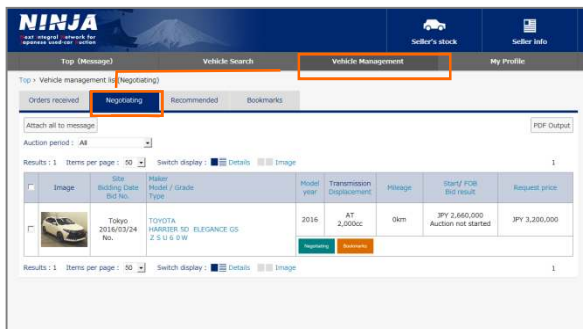 NINJA
Next integral Network for
Japanese used-car Auction
Seller's stock
Seller info
Top (Message)
Vehicle Search
Vehicle Management
My Profile
Top › Vehicle management list(Negotiating)
Orders received
Negotiating
Recommended
Bookmarks
Attach all to message
PDF Output
Auction period : All
Results : 1 Items per page : 50 Switch display : Details Image 1
Image
Site
Bidding Date
Bid No.
Maker
Model / Grade
Type
Model
year
Transmission
Displacement
Mileage
Start/ FOB
Bid result
Request price
Tokyo
2016/03/24
No.
TOYOTA
HARRIER 5D ELEGANCE GS
Z S U 6 0 W
2016
AT
2,000cc
0km
JPY 2,660,000
Auction not started
JPY 3,200,000
Negotiating
Bookmarks
Results : 1 Items per page : 50 Switch display : Details Image 1